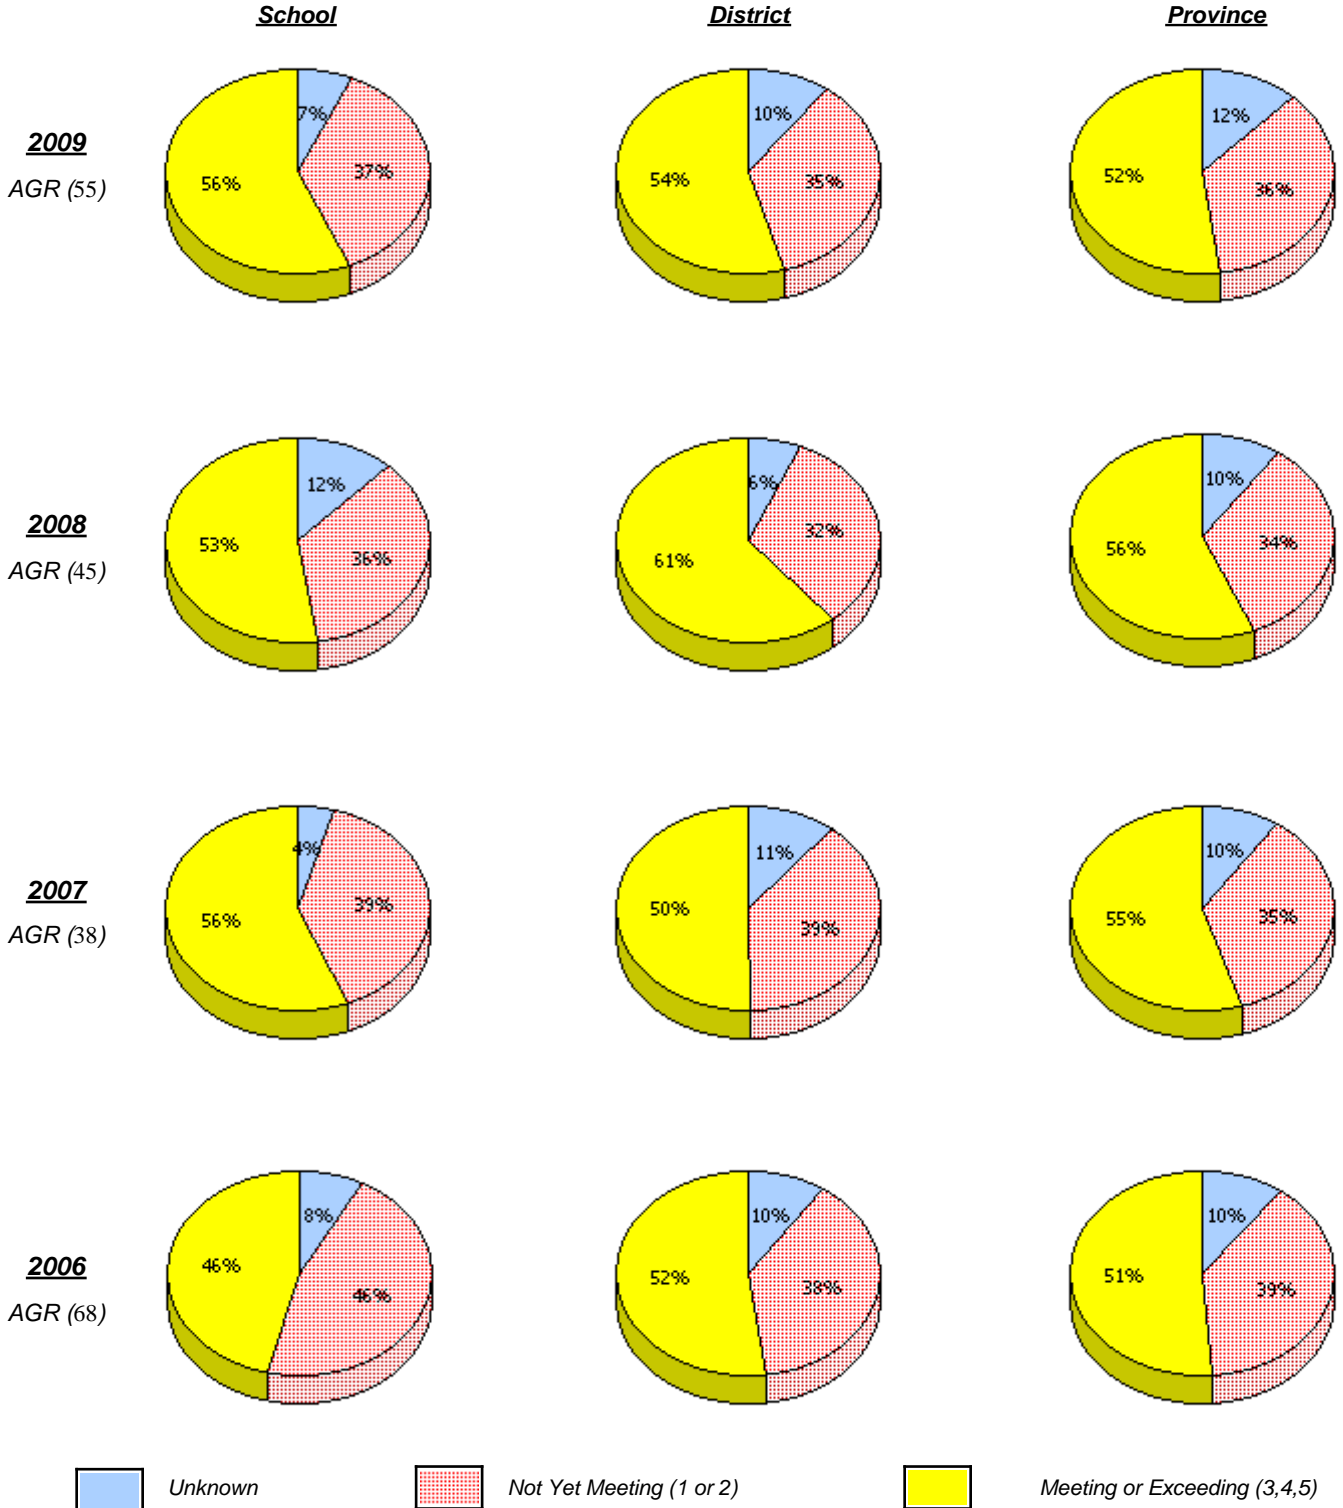 School District Province
2009
AGR (55)
7% 37% 56%
10% 35% 54%
12% 36% 52%
2008
AGR (45)
12% 36% 53%
6% 32% 61%
10% 34% 56%
2007
AGR (38)
4% 39% 56%
11% 39% 50%
10% 35% 55%
2006
AGR (68)
8% 46% 46%
10% 38% 52%
10% 39% 51%
Unknown Not Yet Meeting (1 or 2) Meeting or Exceeding (3,4,5)